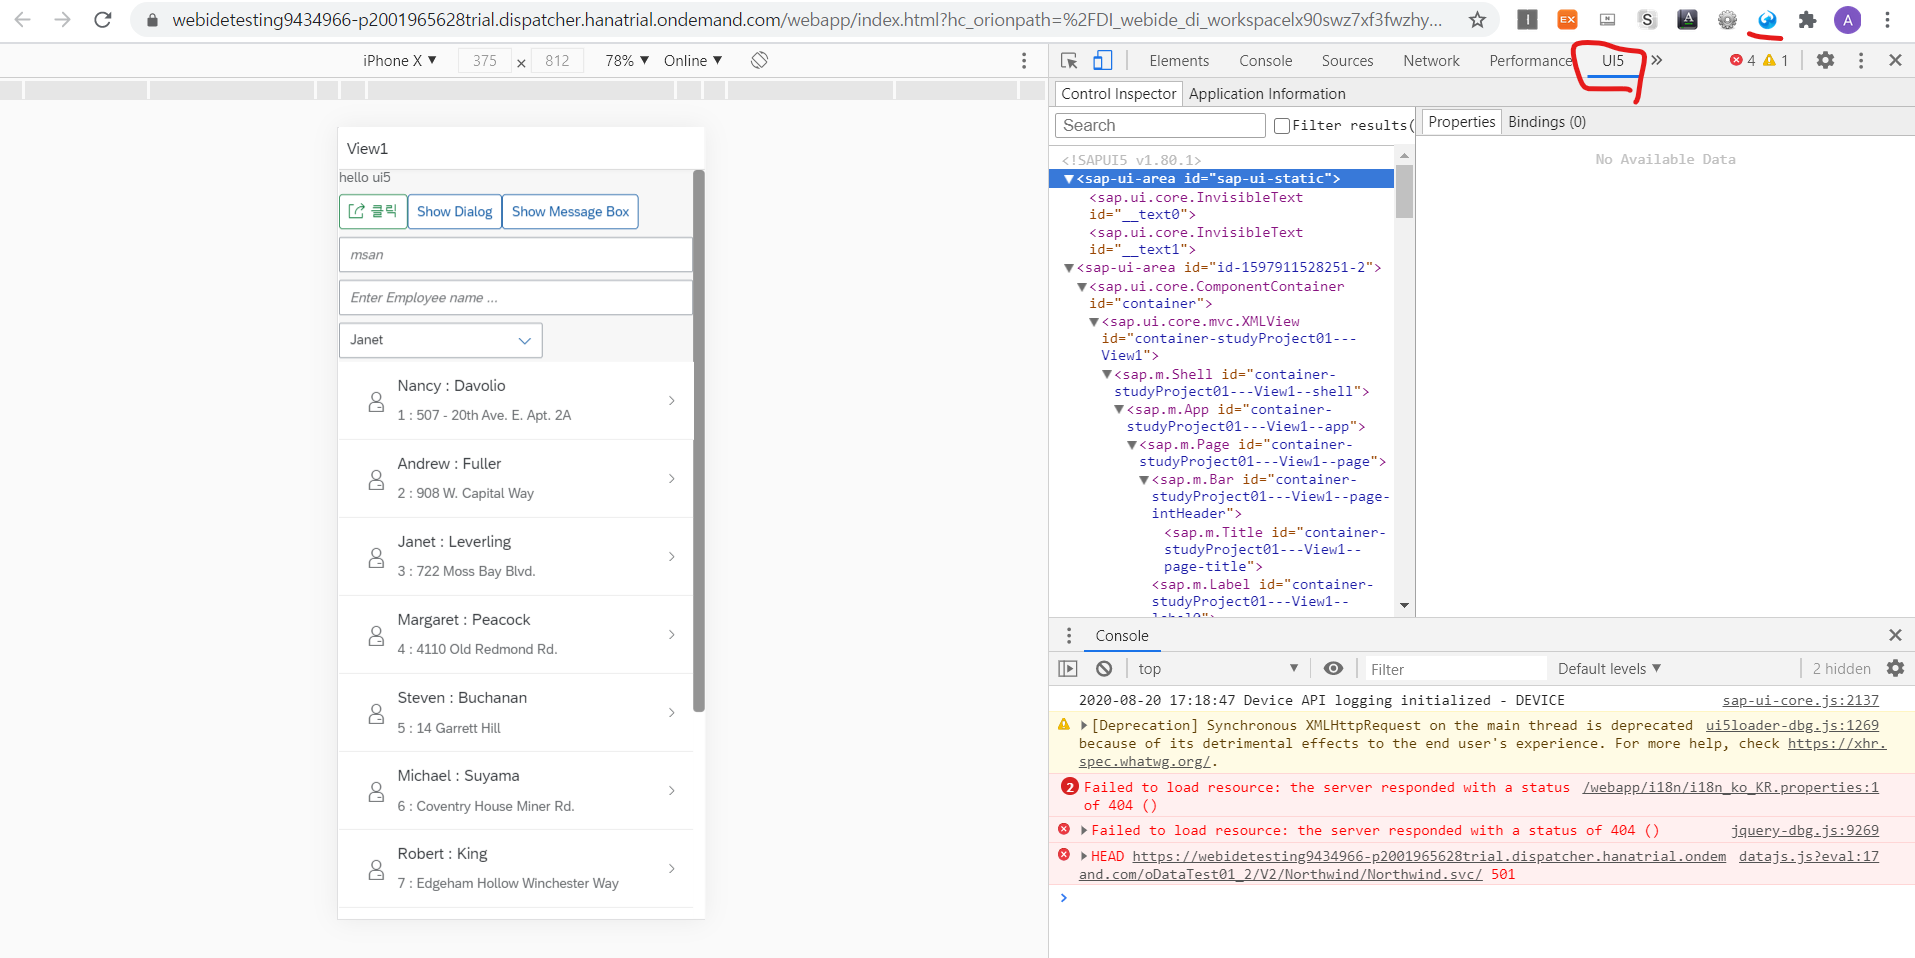 webidetesting9434966-p2001965628trial.dispatcher.hanatrial.ondemand.com/webapp/index.html?hc_orionpath=%2FDI_webide_di_workspacelx90swz7xf3fwzhy...
EX
S
A
A
iPhone X ▼ 375 × 812 78% ▼ Online ▼
Elements Console Sources Network Performance UI5 » 4 1
Control Inspector Application Information
Search Filter results(
Properties Bindings (0)
No Available Data
View1
hello ui5
클릭 Show Dialog Show Message Box
msan
Enter Employee name ...
Janet
Nancy : Davolio
1 : 507 - 20th Ave. E. Apt. 2A
Andrew : Fuller
2 : 908 W. Capital Way
Janet : Leverling
3 : 722 Moss Bay Blvd.
Margaret : Peacock
4 : 4110 Old Redmond Rd.
Steven : Buchanan
5 : 14 Garrett Hill
Michael : Suyama
6 : Coventry House Miner Rd.
Robert : King
7 : Edgeham Hollow Winchester Way
<!SAPUI5 v1.80.1>
▼<sap-ui-area id="sap-ui-static">
<sap.ui.core.InvisibleText
id="__text0">
<sap.ui.core.InvisibleText
id="__text1">
▼<sap-ui-area id="id-1597911528251-2">
▼<sap.ui.core.ComponentContainer
id="container">
▼<sap.ui.core.mvc.XMLView
id="container-studyProject01---
View1">
▼<sap.m.Shell id="container-
studyProject01---View1--shell">
▼<sap.m.App id="container-
studyProject01---View1--app">
▼<sap.m.Page id="container-
studyProject01---View1--page">
▼<sap.m.Bar id="container-
studyProject01---View1--page-
intHeader">
<sap.m.Title id="container-
studyProject01---View1--
page-title">
<sap.m.Label id="container-
studyProject01---View1--
label0">
Console
top ▼ Filter Default levels ▼ 2 hidden
2020-08-20 17:18:47 Device API logging initialized - DEVICE sap-ui-core.js:2137
▶[Deprecation] Synchronous XMLHttpRequest on the main thread is deprecated ui5loader-dbg.js:1269
because of its detrimental effects to the end user's experience. For more help, check https://xhr.
spec.whatwg.org/.
2 Failed to load resource: the server responded with a status /webapp/i18n/i18n_ko_KR.properties:1
of 404 ()
▶Failed to load resource: the server responded with a status of 404 () jquery-dbg.js:9269
▶HEAD https://webidetesting9434966-p2001965628trial.dispatcher.hanatrial.ondem datajs.js?eval:17
and.com/oDataTest01_2/V2/Northwind/Northwind.svc/ 501